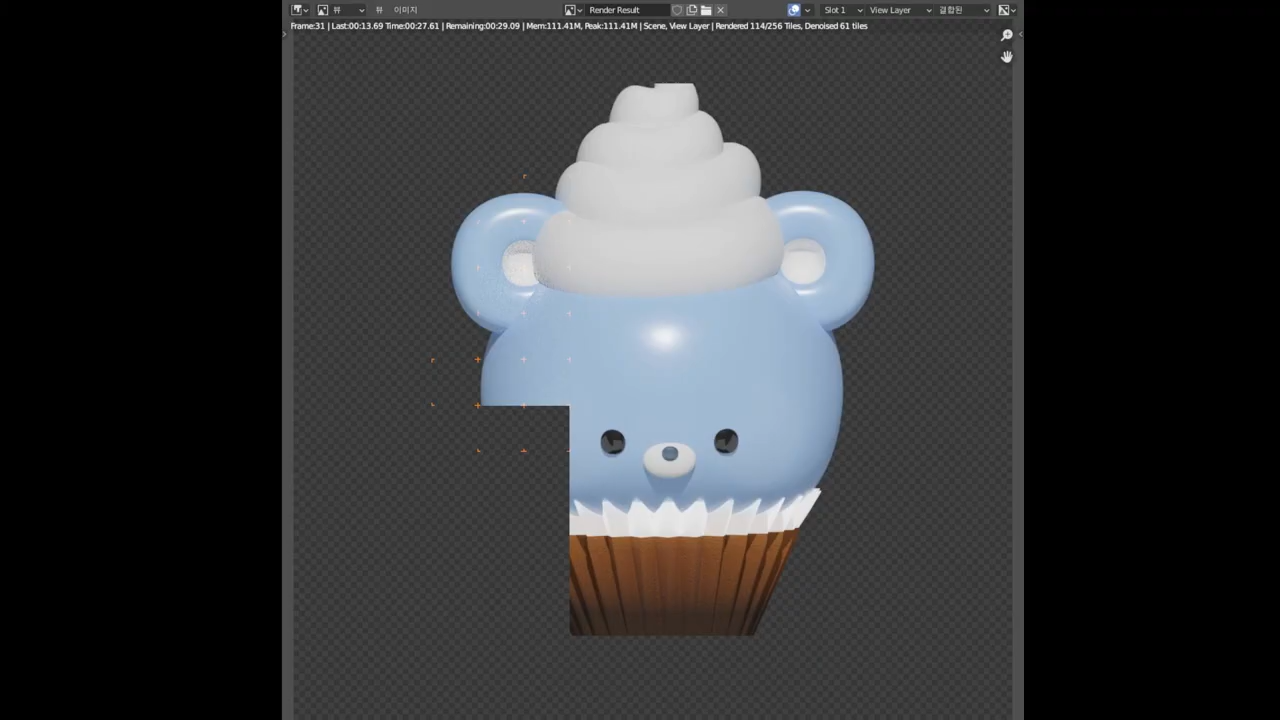 뷰 뷰 이미지 Render Result Slot 1 View Layer 결합된
Frame:31 | Last:00:13.69 Time:00:27.61 | Remaining:00:29.09 | Mem:111.41M, Peak:111.41M | Scene, View Layer | Rendered 114/256 Tiles, Denoised 61 tiles